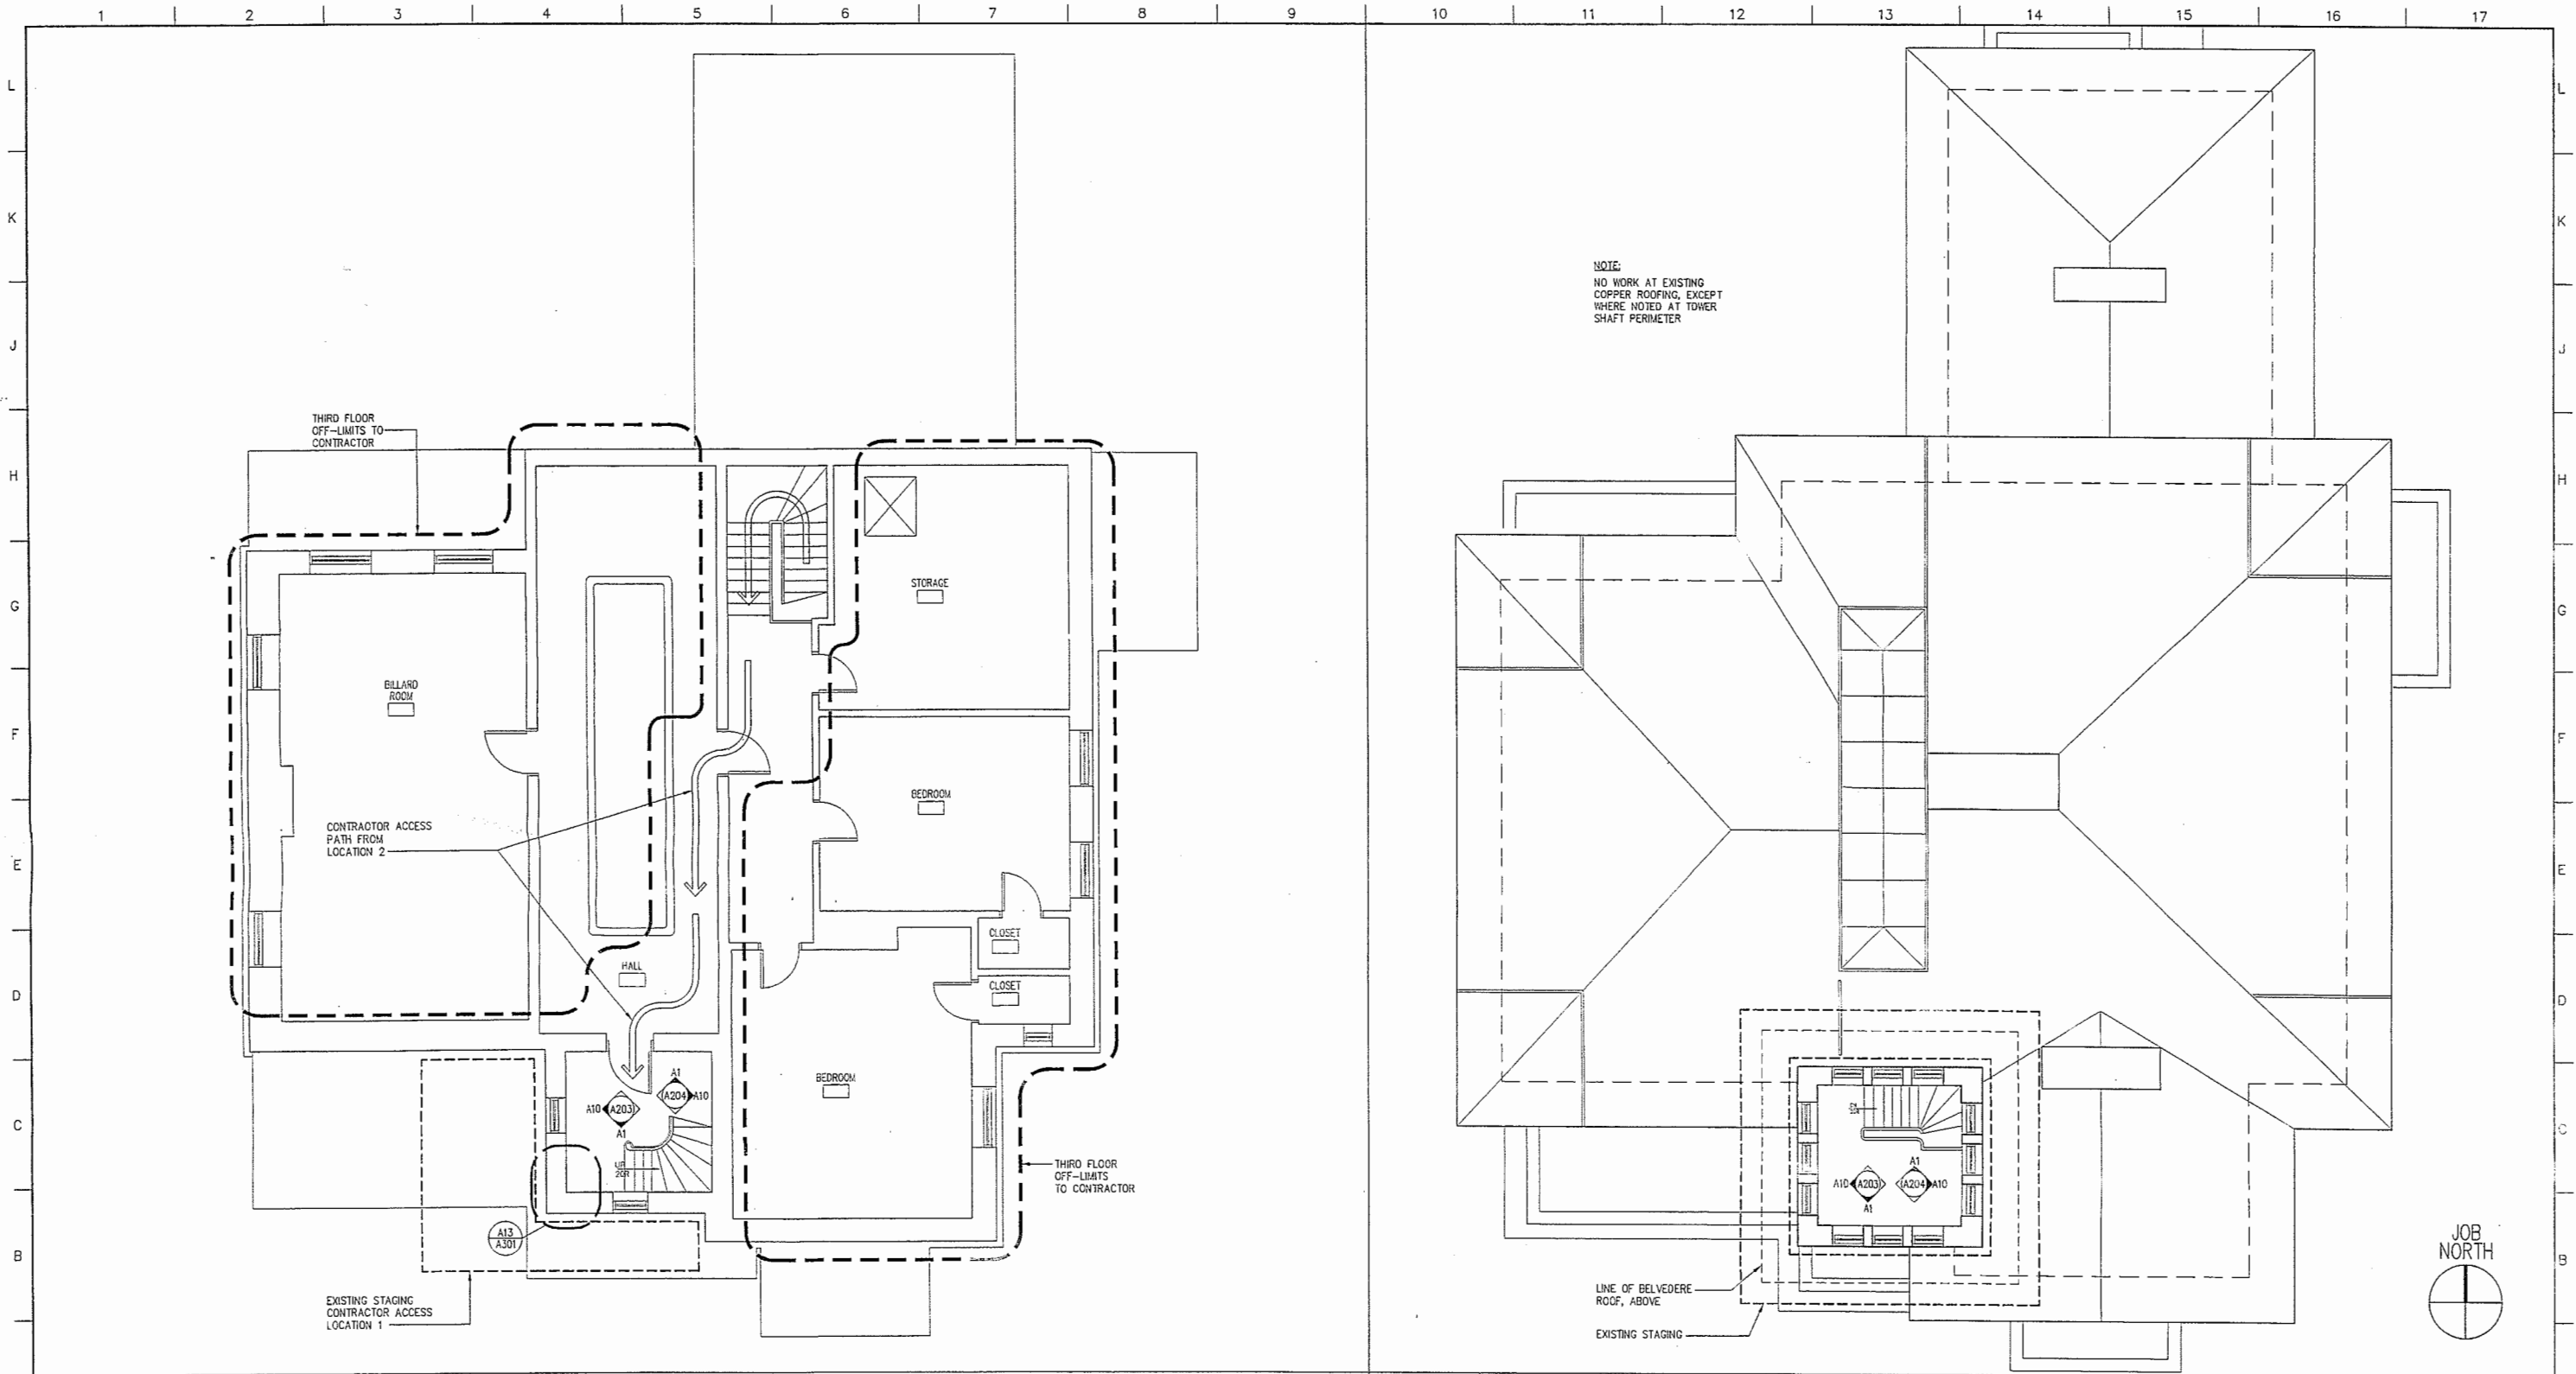 1 2 3 4 5 6 7 8 9 10 11 12 13 14 15 16 17
L
L
K
K
NOTE:
NO WORK AT EXISTING
COPPER ROOFING, EXCEPT
WHERE NOTED AT TOWER
SHAFT PERIMETER
J
J
THIRD FLOOR
OFF-LIMITS TO
CONTRACTOR
H
H
STORAGE
G
G
BILLARD
ROOM
F
F
BEDROOM
CONTRACTOR ACCESS
PATH FROM
LOCATION 2
E
E
CLOSET
HALL
CLOSET
D
D
BEDROOM
A1
A10 A203
A204 A10
A1
C
C
UP
20R
THIRD FLOOR
OFF-LIMITS
TO CONTRACTOR
A1
A10 A203
A204 A10
A1
A13
A301
B
B
JOB
NORTH
LINE OF BELVEDERE
ROOF, ABOVE
EXISTING STAGING
CONTRACTOR ACCESS
LOCATION 1
EXISTING STAGING